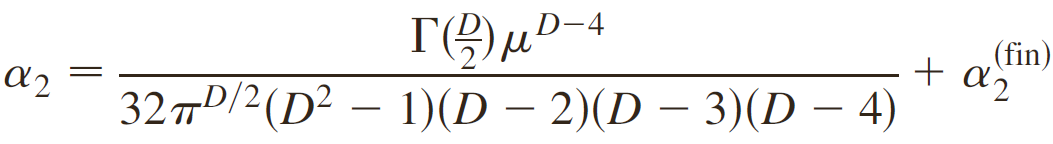 α₂ = Γ(D/2) μ^{D−4} / 32π^{D/2}(D² − 1)(D − 2)(D − 3)(D − 4) + α₂^{(fin)}